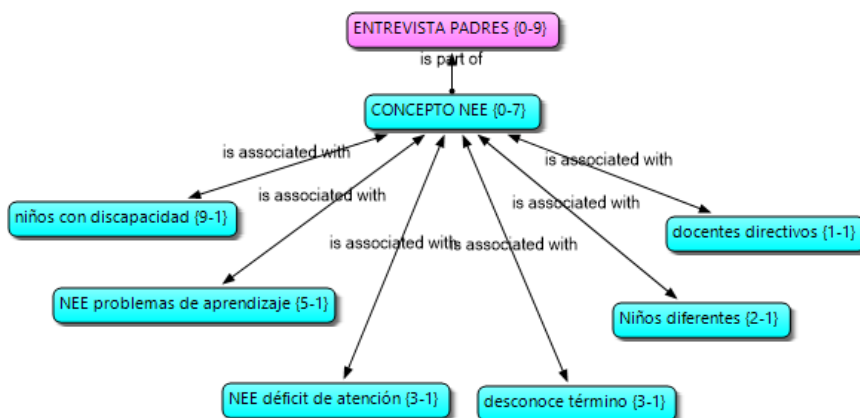 ENTREVISTA PADRES {0-9}
is part of
CONCEPTO NEE {0-7}
is associated with
is associated with
is associated with
is associated with
is associated with
is associated with
niños con discapacidad {9-1}
docentes directivos {1-1}
NEE problemas de aprendizaje {5-1}
Niños diferentes {2-1}
NEE déficit de atención {3-1}
desconoce término {3-1}